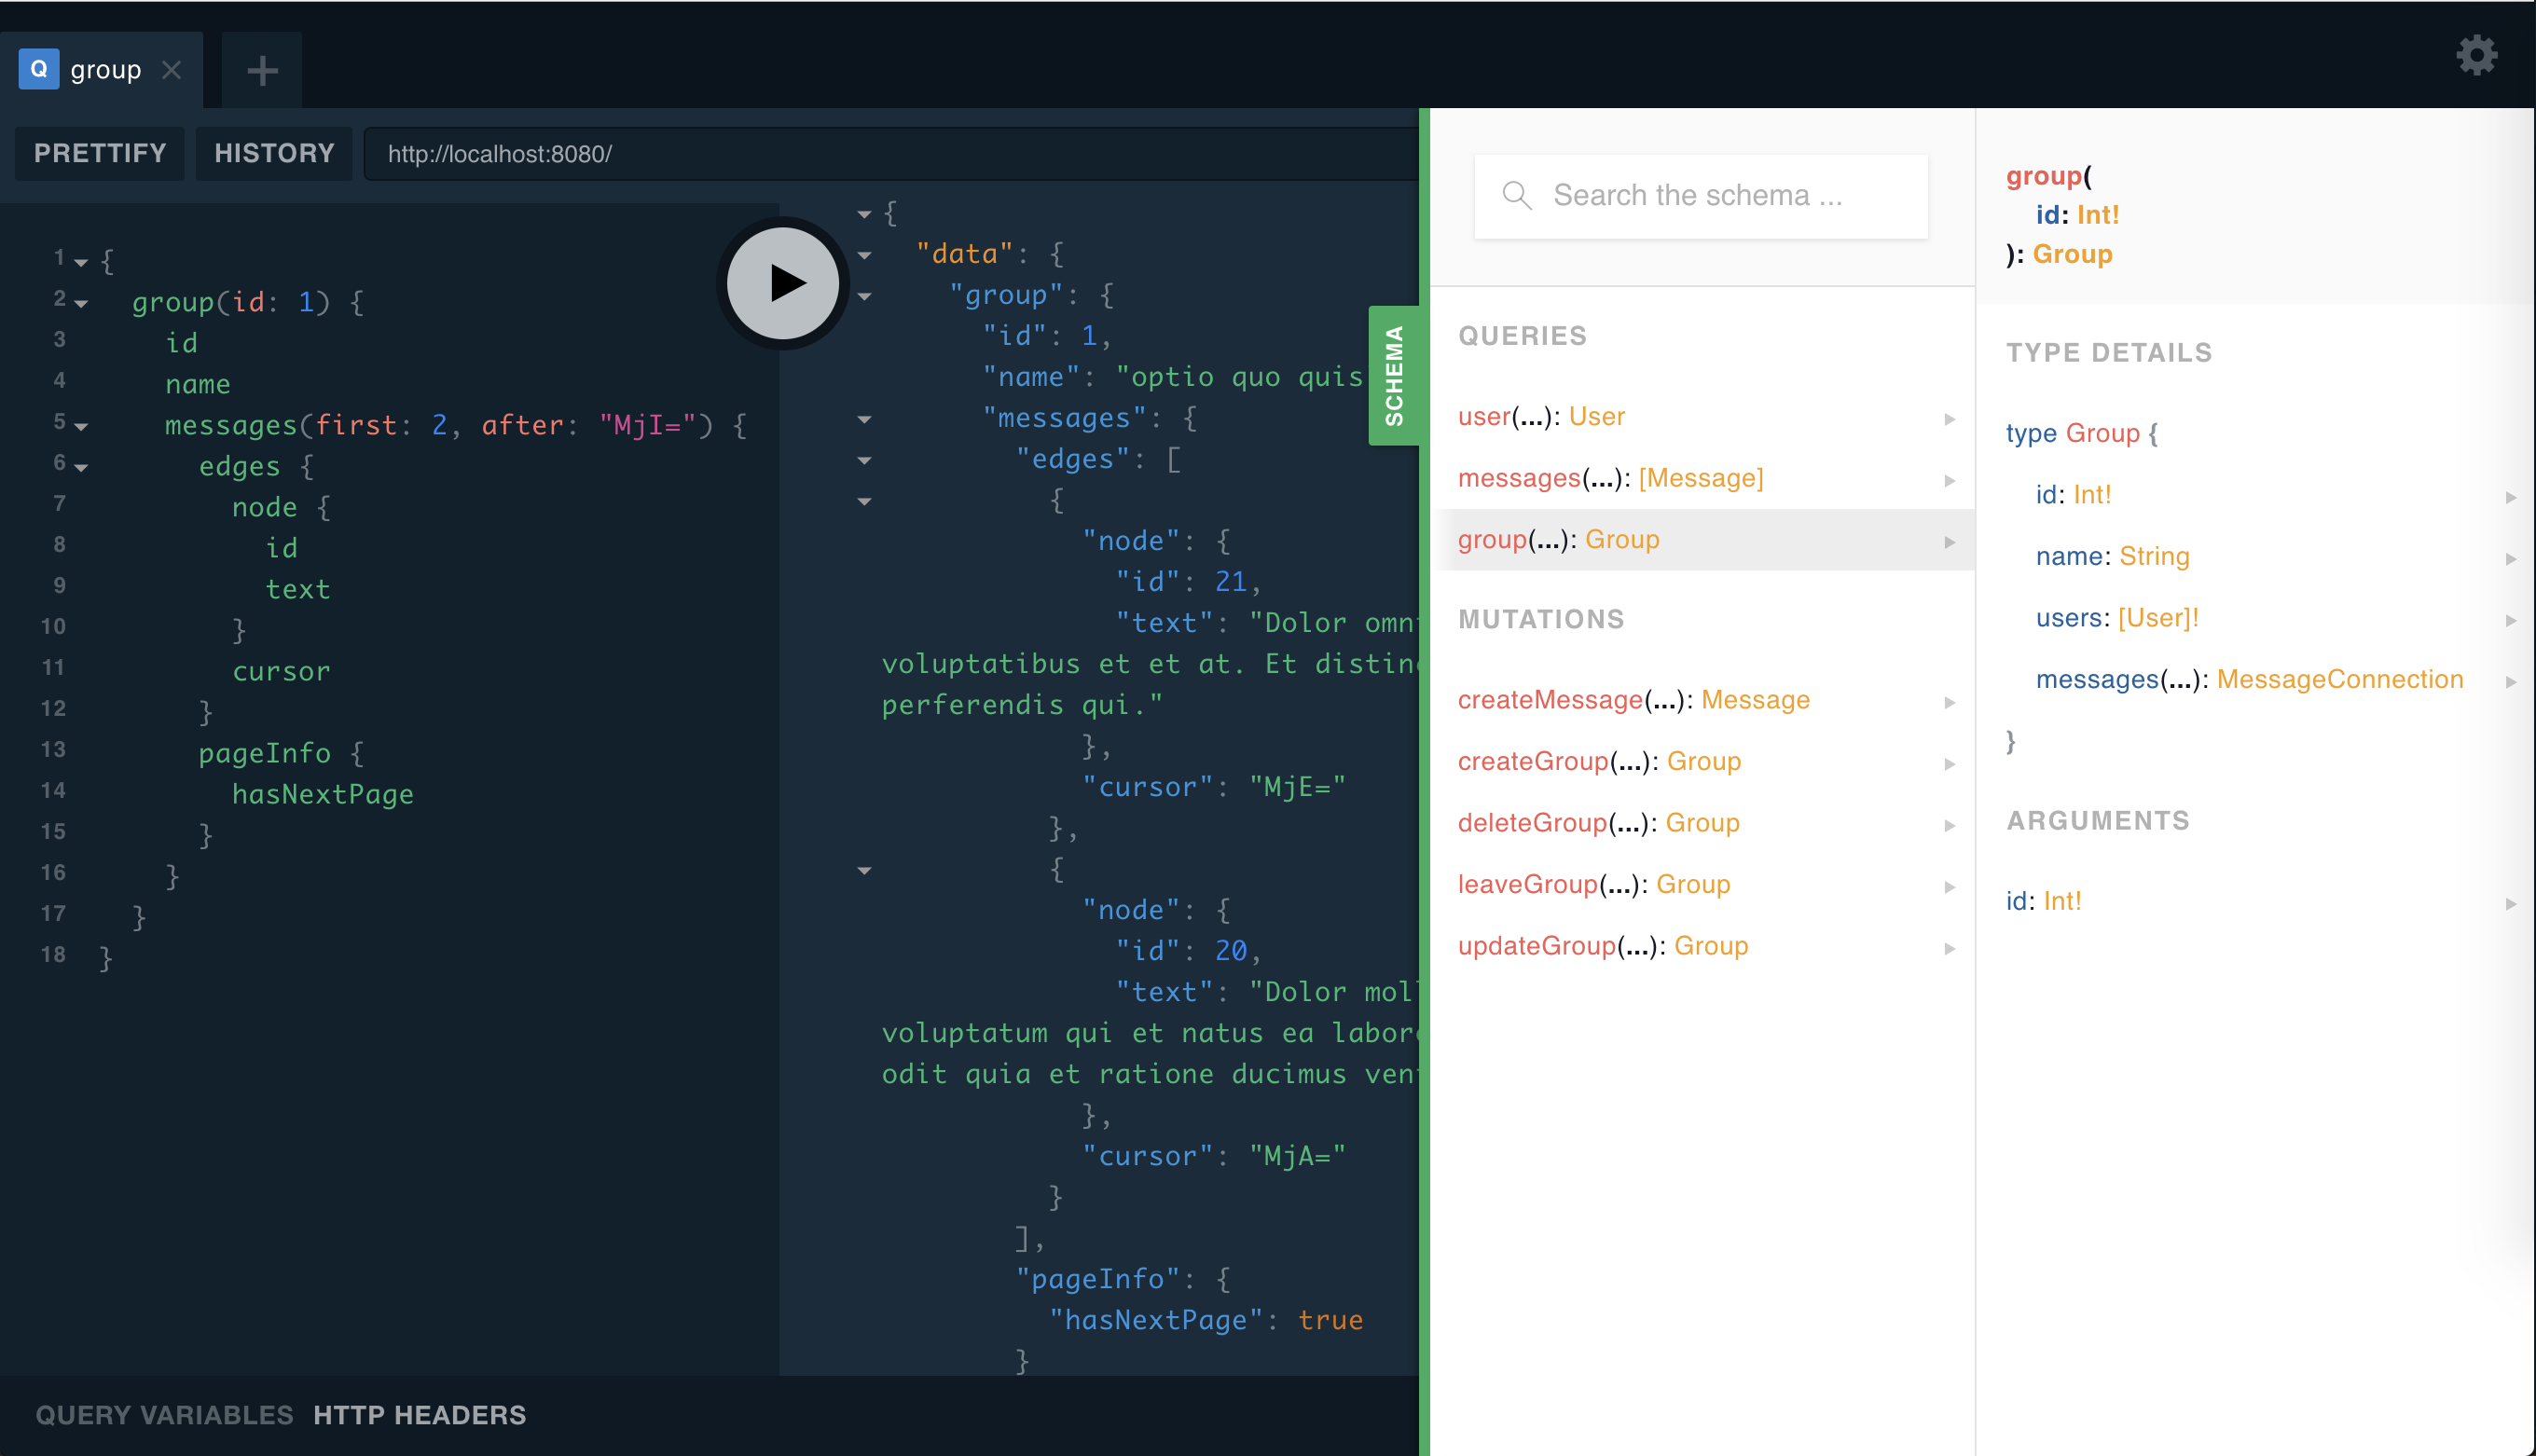 Q group
PRETTIFY HISTORY http://localhost:8080/
1 {
2 group(id: 1) {
3 id
4 name
5 messages(first: 2, after: "MjI=") {
6 edges {
7 node {
8 id
9 text
10 }
11 cursor
12 }
13 pageInfo {
14 hasNextPage
15 }
16 }
17 }
18 }
{
"data": {
"group": {
"id": 1,
"name": "optio quo quis
"messages": {
"edges": [
{
"node": {
"id": 21,
"text": "Dolor
voluptatibus et et at. Et
perferendis qui."
},
"cursor": "MjE="
},
{
"node": {
"id": 20,
"text": "Dolor
voluptatum qui et natus ea
odit quia et ratione ducimus
},
"cursor": "MjA="
}
],
"pageInfo": {
"hasNextPage": true
}
QUERY VARIABLES HTTP HEADERS
SCHEMA
Search the schema ...
QUERIES
user(...): User
messages(...): [Message]
group(...): Group
MUTATIONS
createMessage(...): Message
createGroup(...): Group
deleteGroup(...): Group
leaveGroup(...): Group
updateGroup(...): Group
group(
id: Int!
): Group
TYPE DETAILS
type Group {
id: Int!
name: String
users: [User]!
messages(...): MessageConnection
}
ARGUMENTS
id: Int!